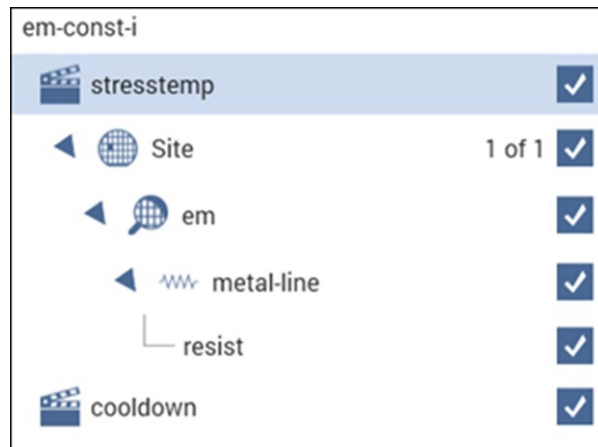 em-const-i
stresstemp
Site 1 of 1
em
metal-line
resist
cooldown